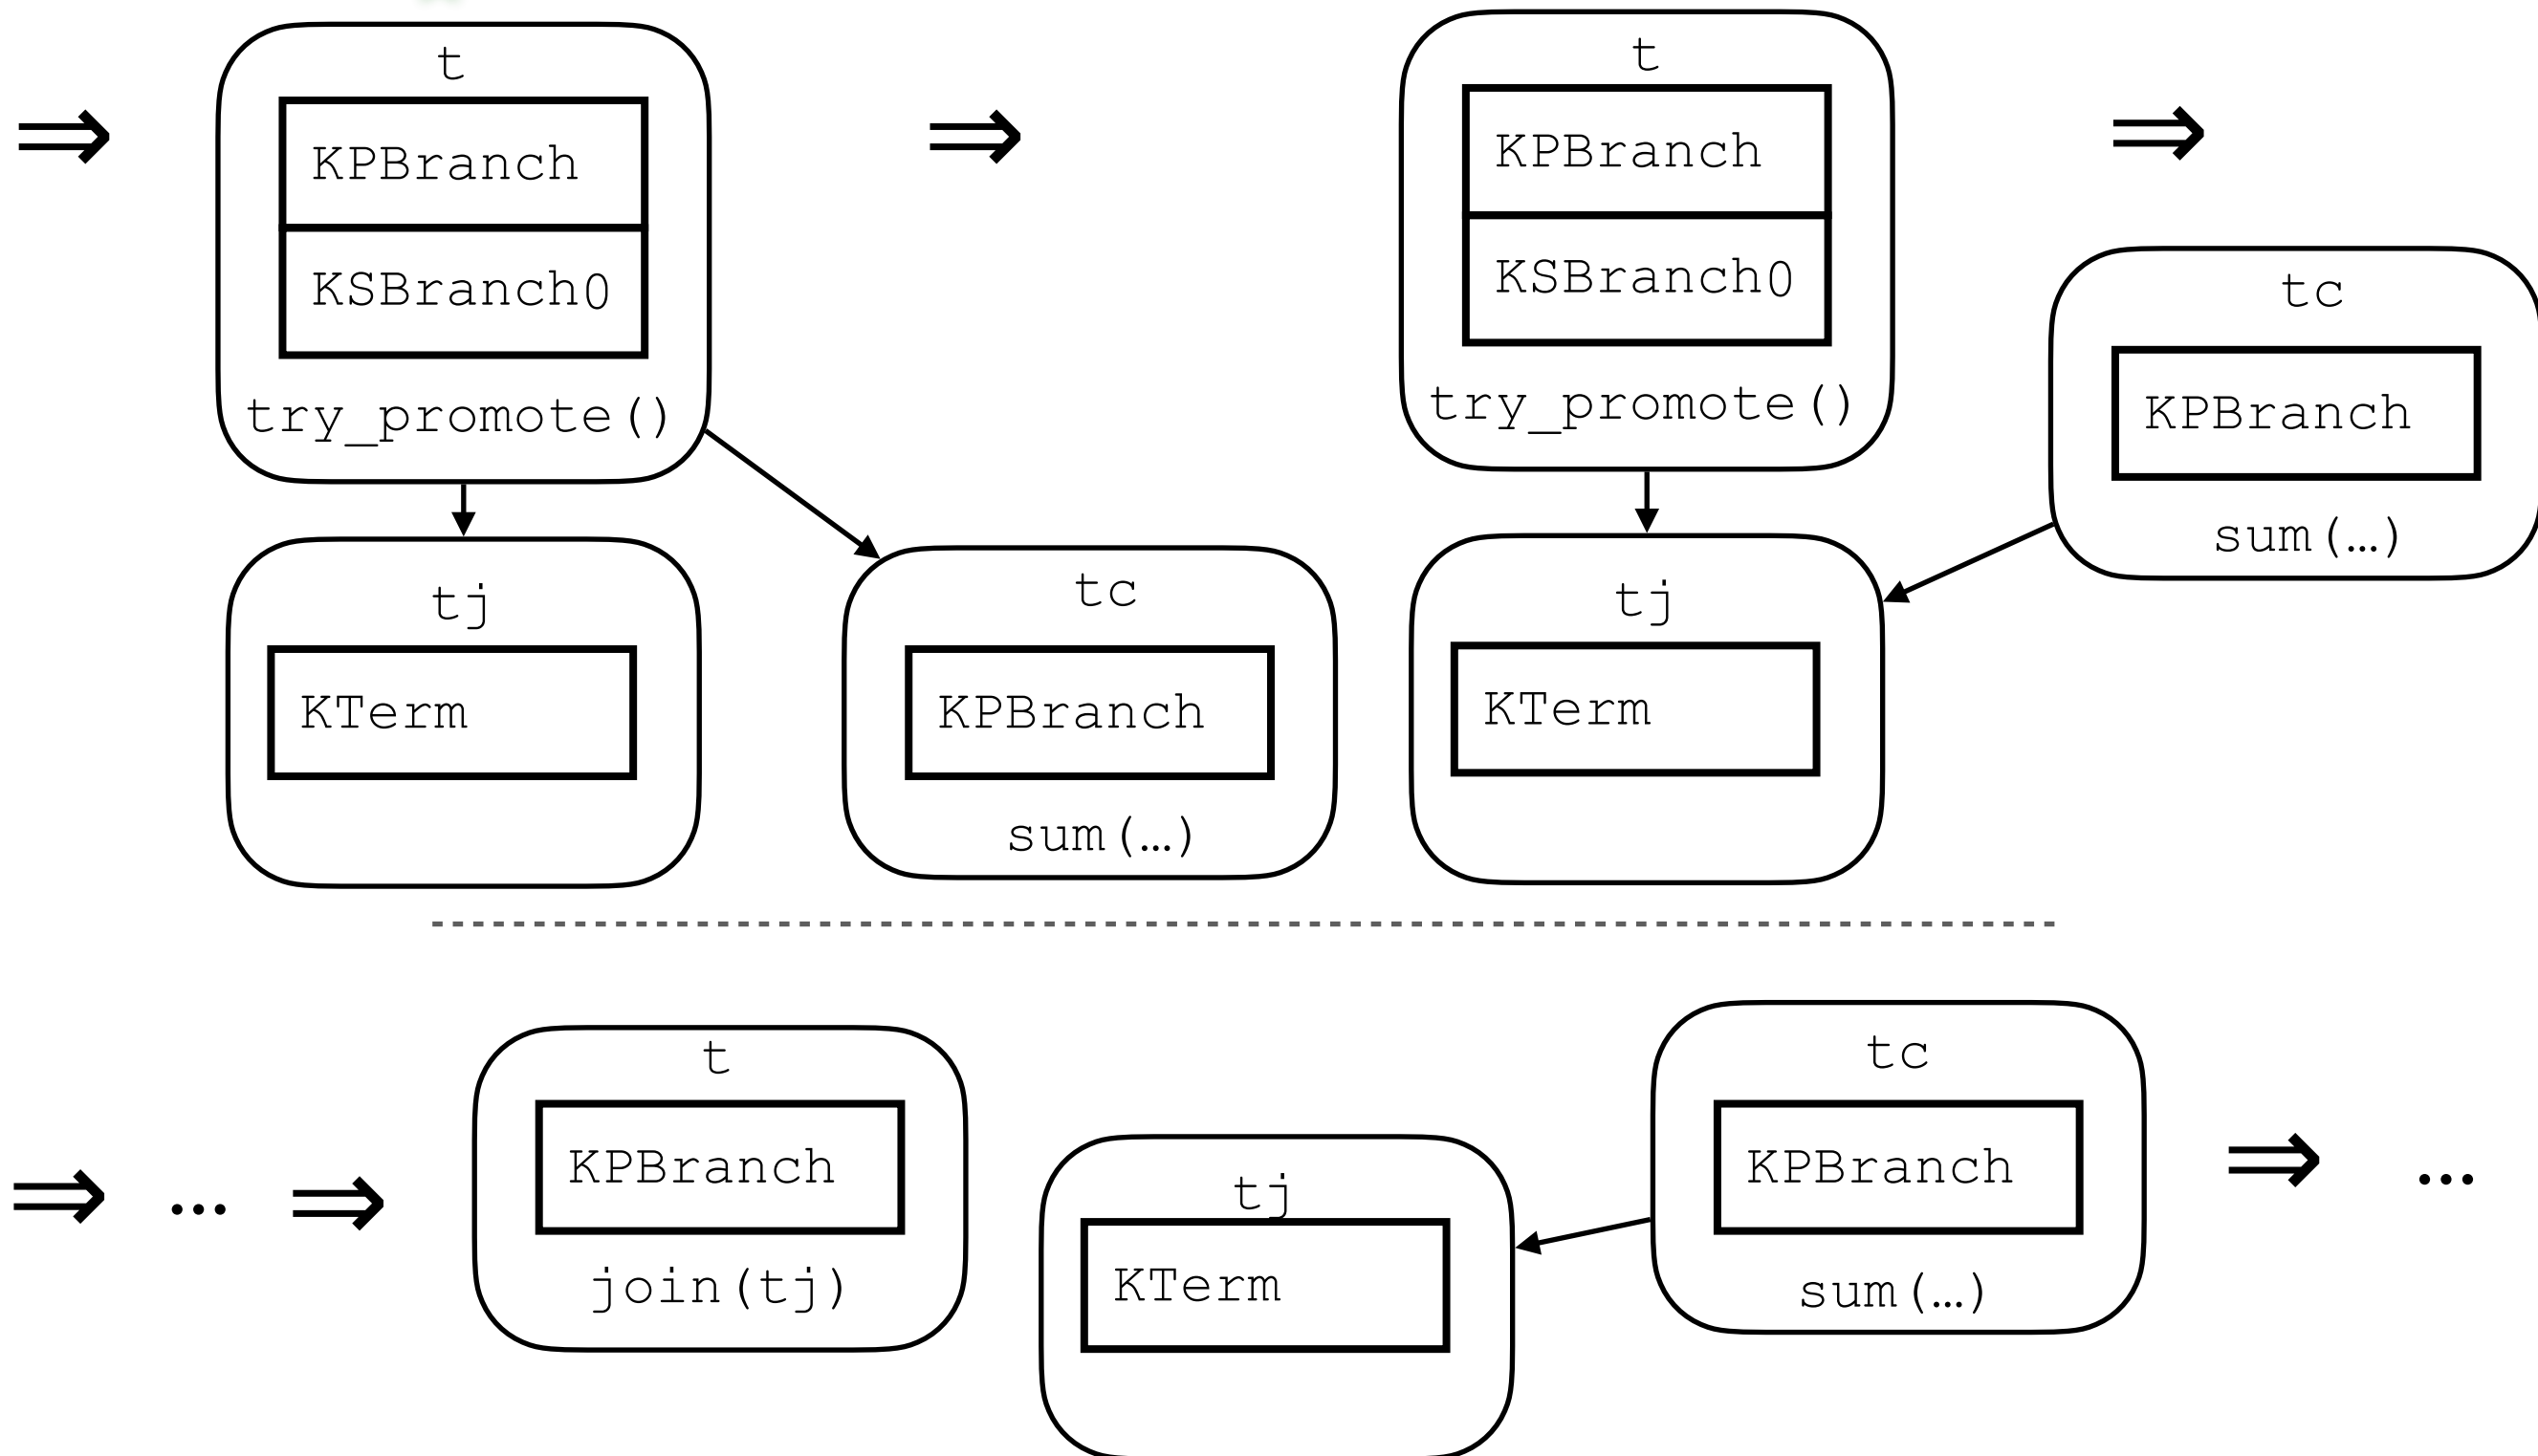 ⇒
t
KPBranch
KSBranch0
try_promote()
tj
KTerm
tc
KPBranch
sum(…)
⇒
t
KPBranch
KSBranch0
try_promote()
tj
KTerm
tc
KPBranch
sum(…)
⇒
⇒ … ⇒
t
KPBranch
join(tj)
tj
KTerm
tc
KPBranch
sum(…)
⇒ …